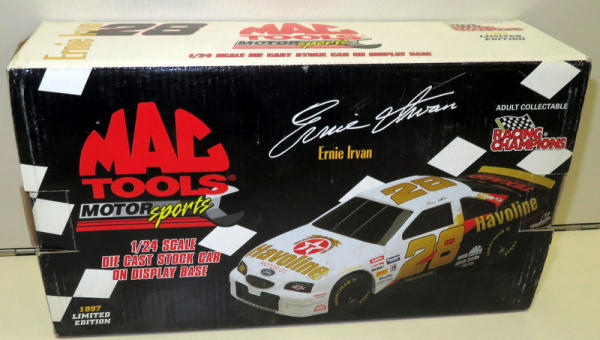 Ernie Irvan
28
MAC
TOOLS
MOTORsports
1/24 SCALE DIE CAST STOCK CAR ON DISPLAY BASE
LIMITED
EDITION
MAC
TOOLS
MOTORsports
1/24 SCALE
DIE CAST STOCK CAR
ON DISPLAY BASE
1997
LIMITED
EDITION
Ernie Irvan
Ernie Irvan
ADULT COLLECTABLE
RACING
CHAMPIONS
28
Havoline
28
Havoline
Ford
MAC